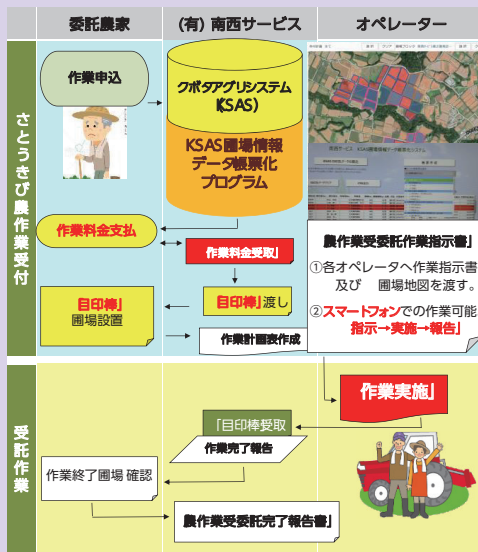 委託農家
(有) 南西サービス
オペレーター
さとうきび農作業受付
作業申込
クボタアグリシステム
(KSAS)
KSAS圃場情報
データ帳票化
プログラム
作業料金支払
作業料金受取」
目印棒」
圃場設置
目印棒」渡し
作業計画表作成
農作業受委託作業指示書」
①各オペレータへ作業指示書
及び 圃場地図を渡す。
②スマートフォンでの作業可能
指示→実施→報告」
受託作業
作業実施」
「目印棒受取
作業完了報告
作業終了圃場 確認
農作業受委託完了報告書」